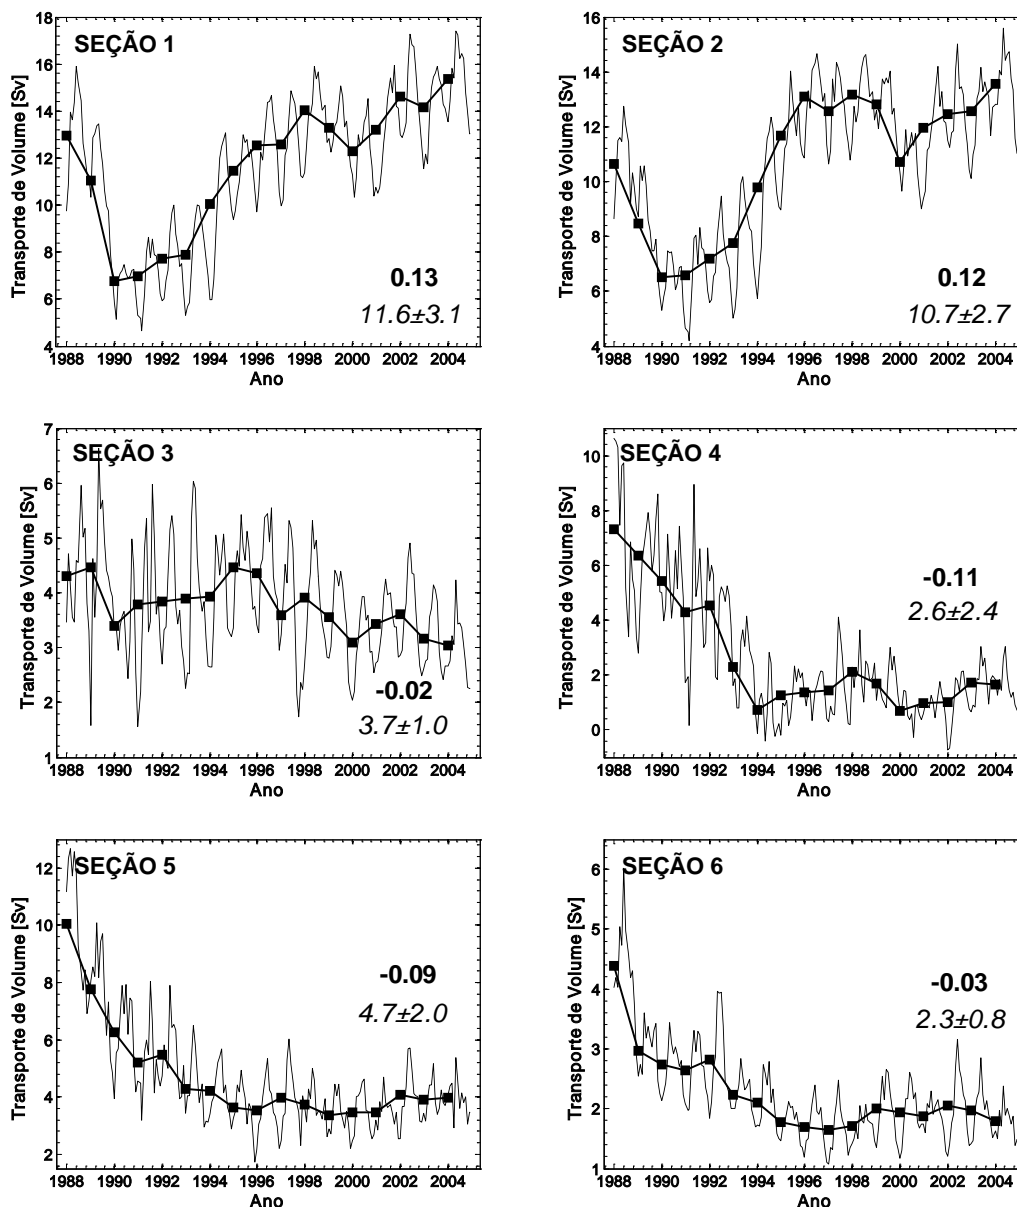 SEÇÃO 1
Transporte de Volume [Sv]
18
16
14
12
10
8
6
4
0.13
11.6±3.1
1988 1990 1992 1994 1996 1998 2000 2002 2004
Ano
SEÇÃO 2
Transporte de Volume [Sv]
16
14
12
10
8
6
4
0.12
10.7±2.7
1988 1990 1992 1994 1996 1998 2000 2002 2004
Ano
SEÇÃO 3
Transporte de Volume [Sv]
7
6
5
4
3
2
1
-0.02
3.7±1.0
1988 1990 1992 1994 1996 1998 2000 2002 2004
Ano
SEÇÃO 4
Transporte de Volume [Sv]
10
8
6
4
2
0
-0.11
2.6±2.4
1988 1990 1992 1994 1996 1998 2000 2002 2004
Ano
SEÇÃO 5
Transporte de Volume [Sv]
12
10
8
6
4
2
-0.09
4.7±2.0
1988 1990 1992 1994 1996 1998 2000 2002 2004
Ano
SEÇÃO 6
Transporte de Volume [Sv]
6
5
4
3
2
1
-0.03
2.3±0.8
1988 1990 1992 1994 1996 1998 2000 2002 2004
Ano